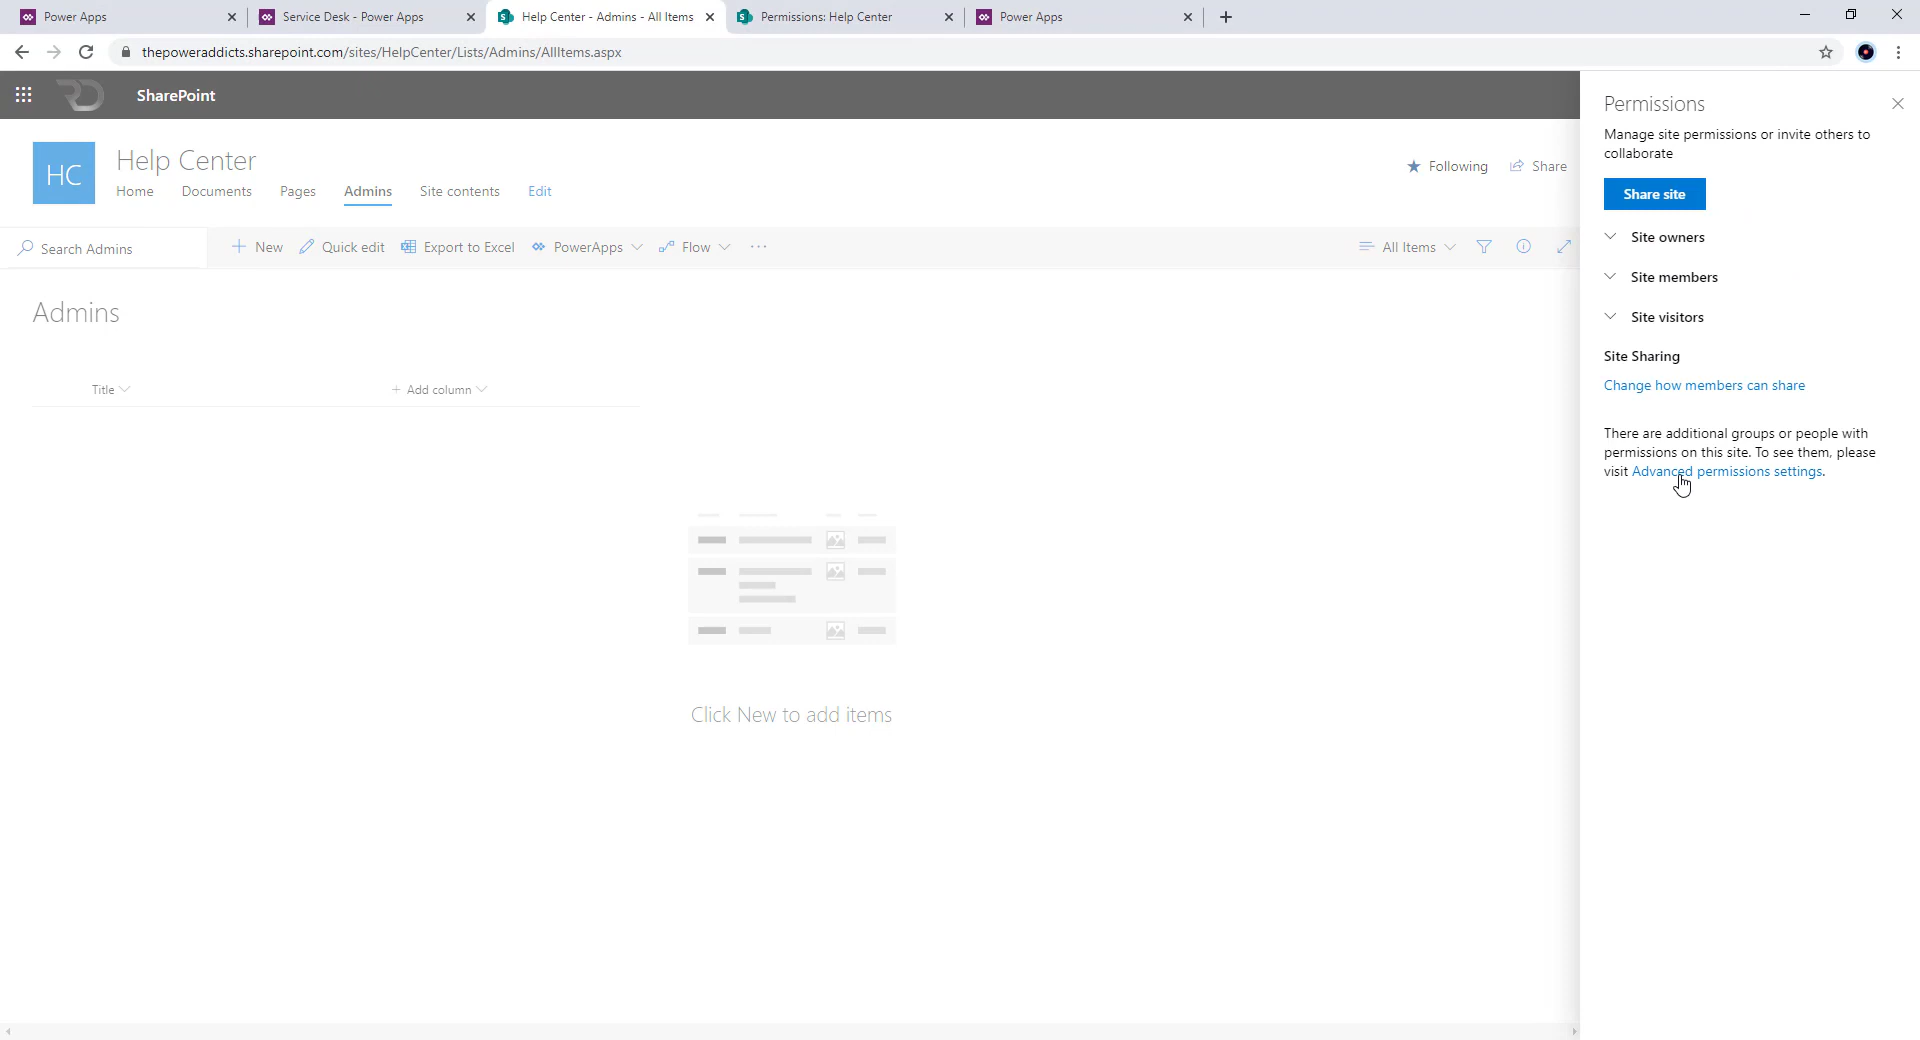 Power Apps
Service Desk - Power Apps
Help Center - Admins - All Items
Permissions: Help Center
Power Apps
thepoweraddicts.sharepoint.com/sites/HelpCenter/Lists/Admins/AllItems.aspx
SharePoint
HC
Help Center
Home
Documents
Pages
Admins
Site contents
Edit
Following
Share
Search Admins
New
Quick edit
Export to Excel
PowerApps
Flow
All Items
Admins
Title
Add column
Click New to add items
Permissions
Manage site permissions or invite others to
collaborate
Share site
Site owners
Site members
Site visitors
Site Sharing
Change how members can share
There are additional groups or people with
permissions on this site. To see them, please
visit Advanced permissions settings.